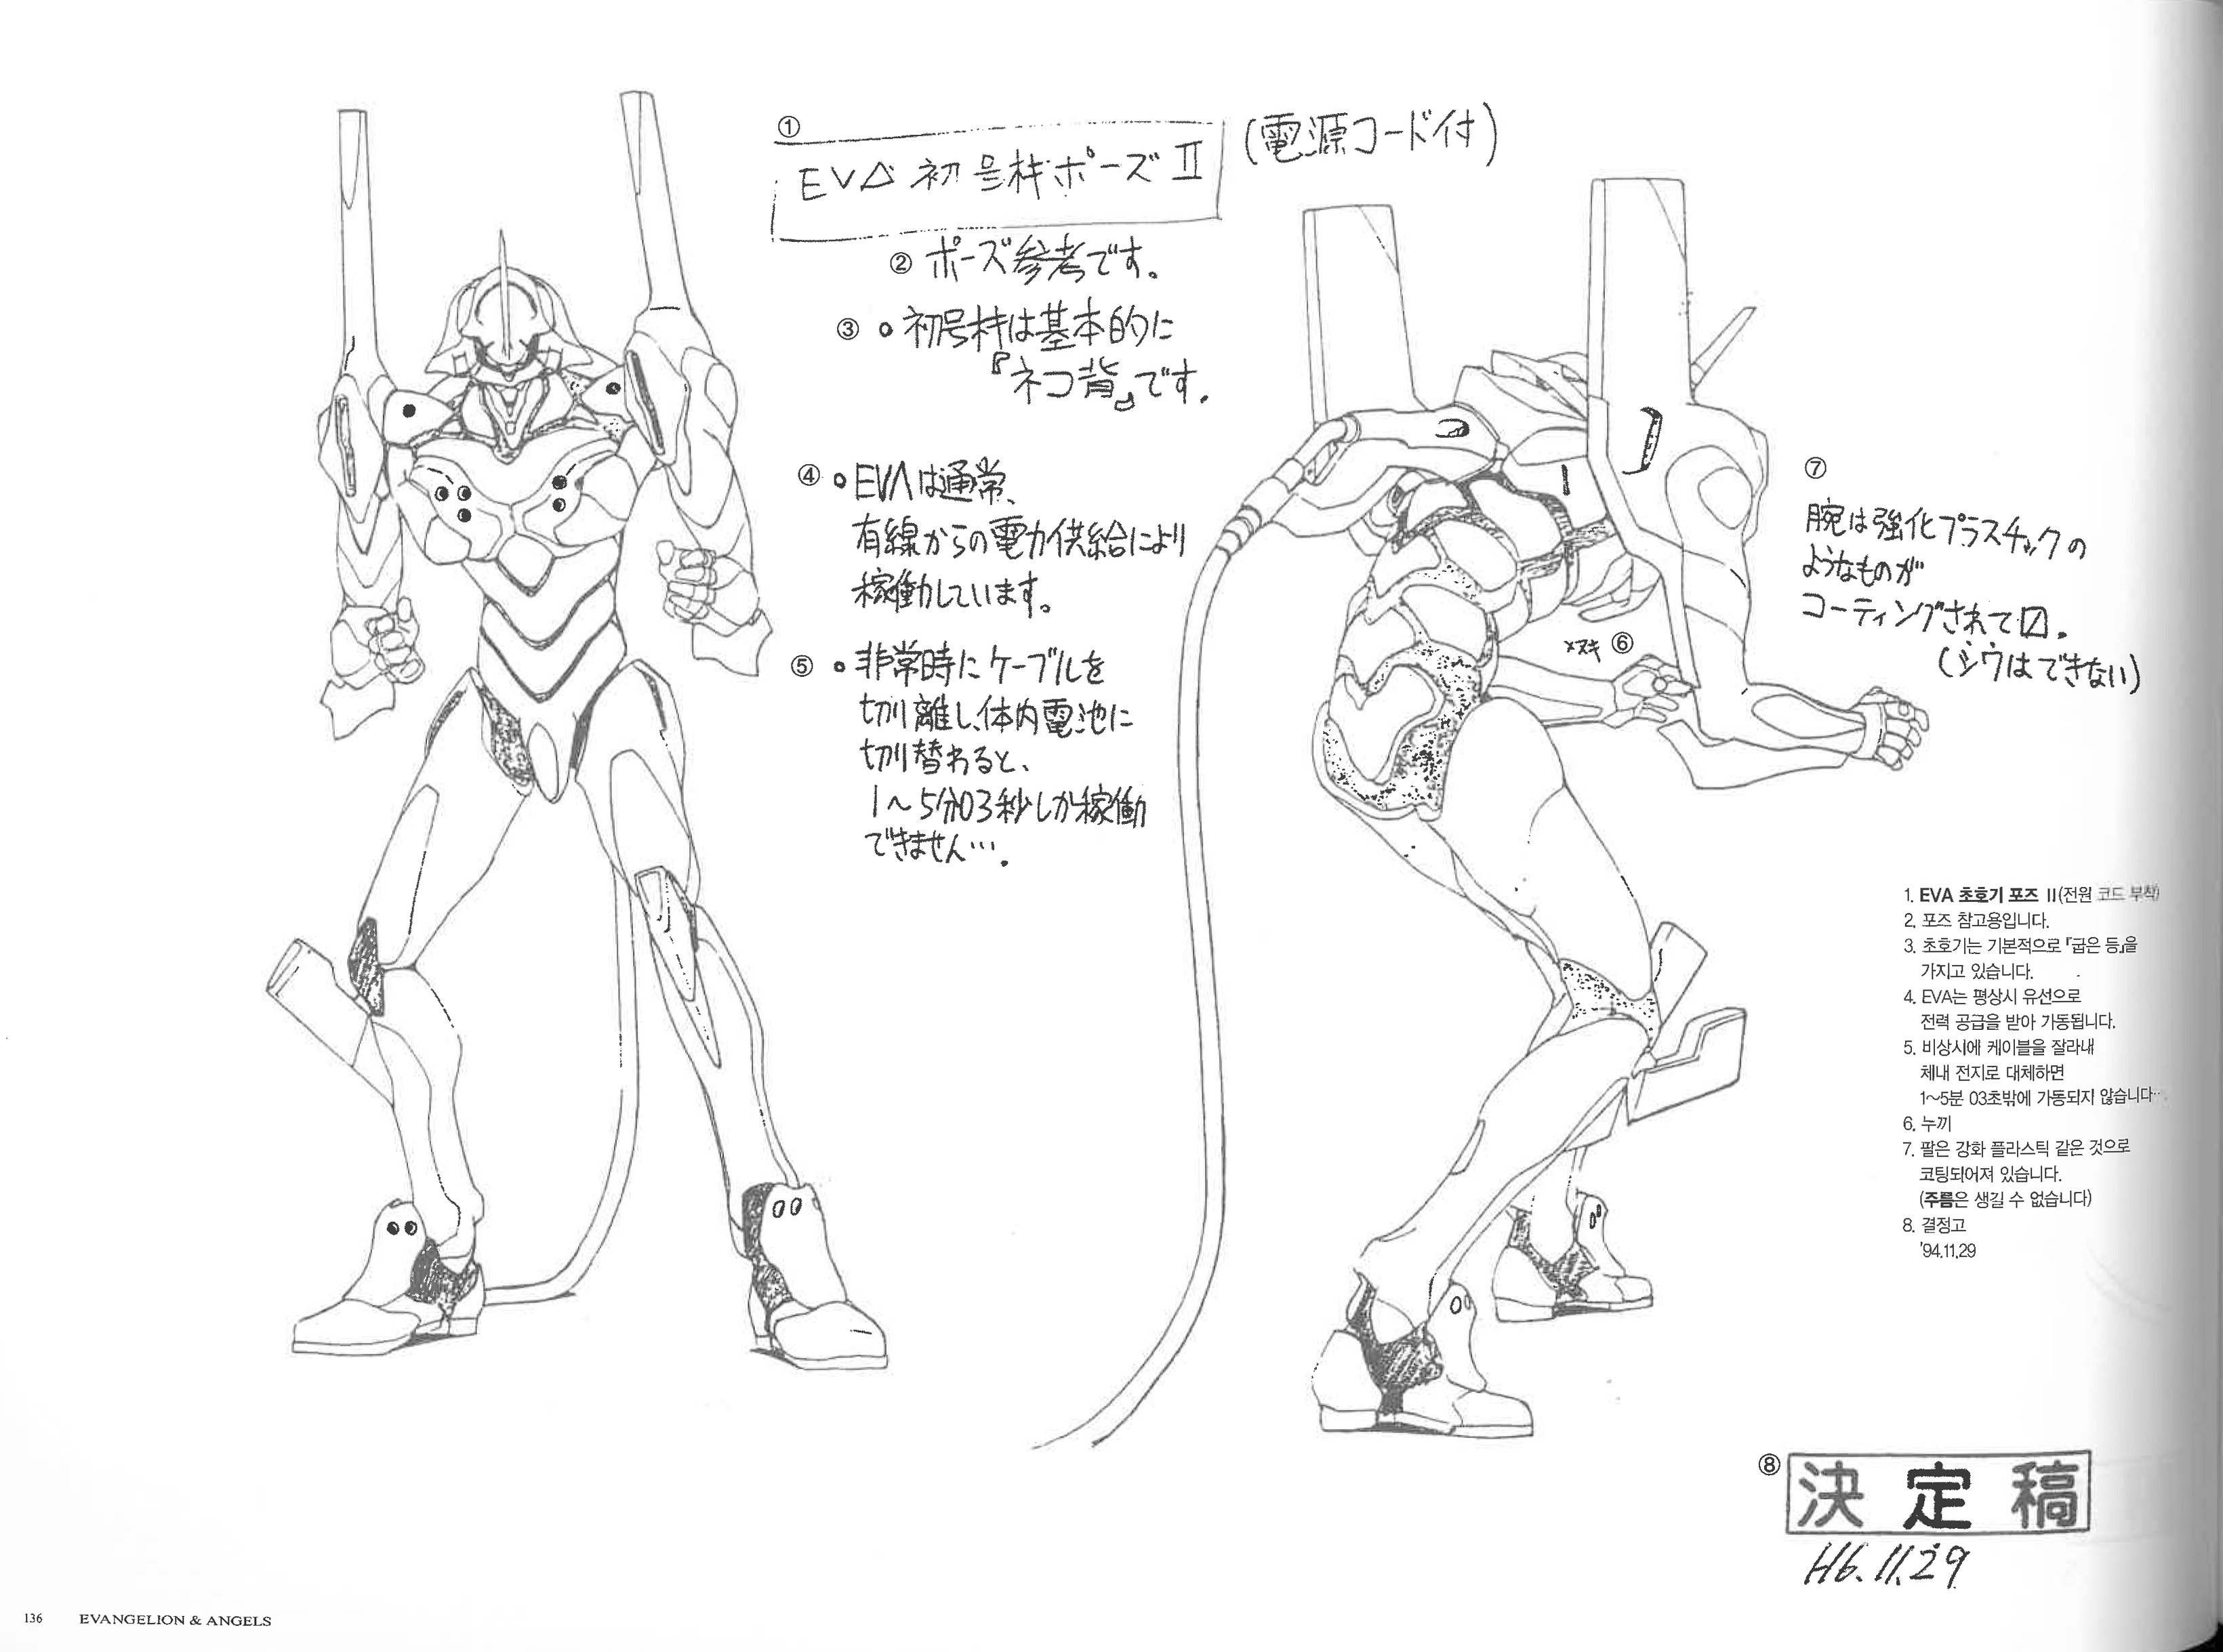 ①
EVA 初号機ポーズⅡ (電源コード付)
② ポーズ参考です。
③ 初号機は基本的に
『ネコ背』です.
④ EVAは通常、
有線からの電力供給により
稼働しています。
⑤ 非常時にケーブルを
切り離し、体内電池に
切り替わると、
1〜5分03秒しか稼働
できません….
⑦
腕は強化プラスチックの
ようなものが
コーティングされて
(シワはできない)
⑥
1. EVA 초호기 포즈 II(전원 코드 부착)
2. 포즈 참고용입니다.
3. 초호기는 기본적으로 『굽은 등』을
가지고 있습니다.
4. EVA는 평상시 유선으로
전력 공급을 받아 가동됩니다.
5. 비상시에 케이블을 잘라내
체내 전지로 대체하면
1~5분 03초밖에 가동되지 않습니다…
6. 누끼
7. 팔은 강화 플라스틱 같은 것으로
코팅되어져 있습니다.
(주름은 생길 수 없습니다)
8. 결정고
'94.11.29
⑧ 決定稿
H6.11.29
136 EVANGELION & ANGELS